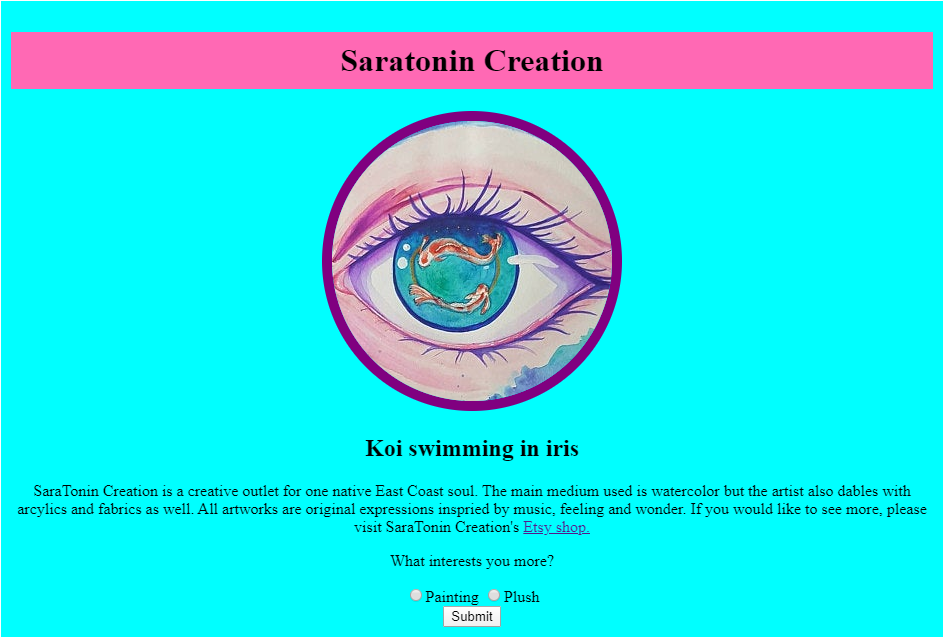 Saratonin Creation
Koi swimming in iris
SaraTonin Creation is a creative outlet for one native East Coast soul. The main medium used is watercolor but the artist also dables with
arcylics and fabrics as well. All artworks are original expressions inspried by music, feeling and wonder. If you would like to see more, please
visit SaraTonin Creation's Etsy shop.
What interests you more?
Painting Plush
Submit